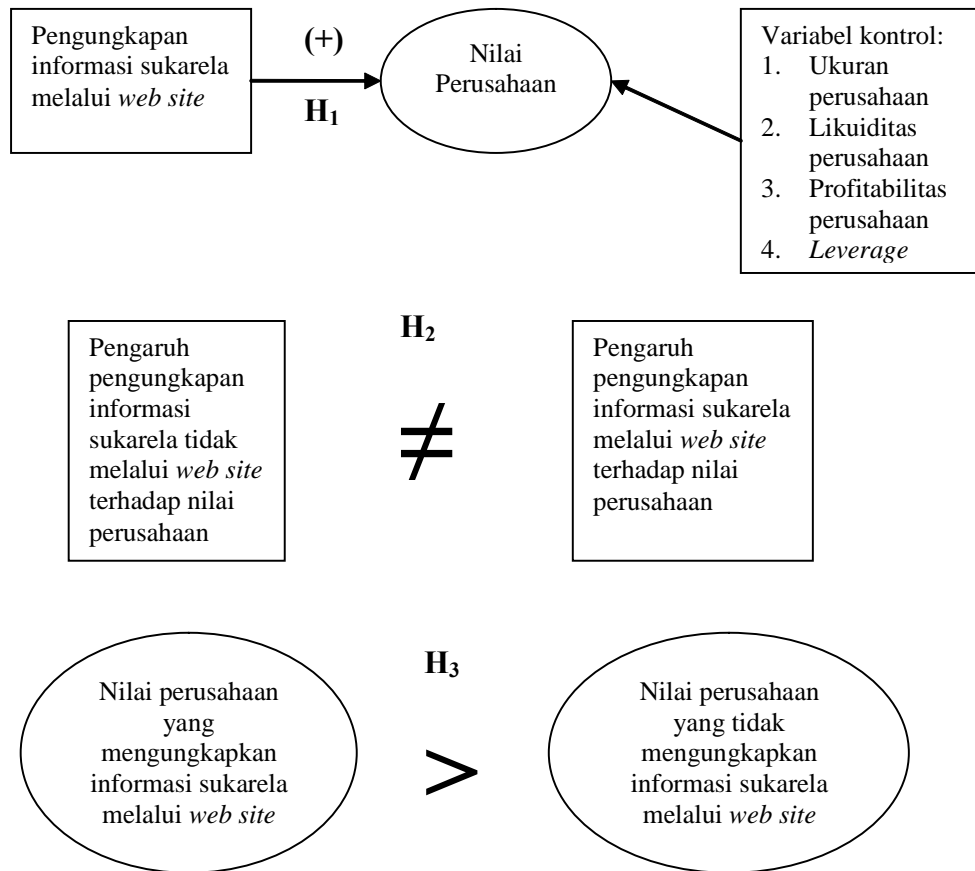 Pengungkapan
informasi sukarela
melalui web site
(+)
H₁
Nilai
Perusahaan
Variabel kontrol:
1. Ukuran
perusahaan
2. Likuiditas
perusahaan
3. Profitabilitas
perusahaan
4. Leverage
Pengaruh
pengungkapan
informasi
sukarela tidak
melalui web site
terhadap nilai
perusahaan
H₂
≠
Pengaruh
pengungkapan
informasi sukarela
melalui web site
terhadap nilai
perusahaan
Nilai perusahaan
yang
mengungkapkan
informasi sukarela
melalui web site
H₃
>
Nilai perusahaan
yang tidak
mengungkapkan
informasi sukarela
melalui web site